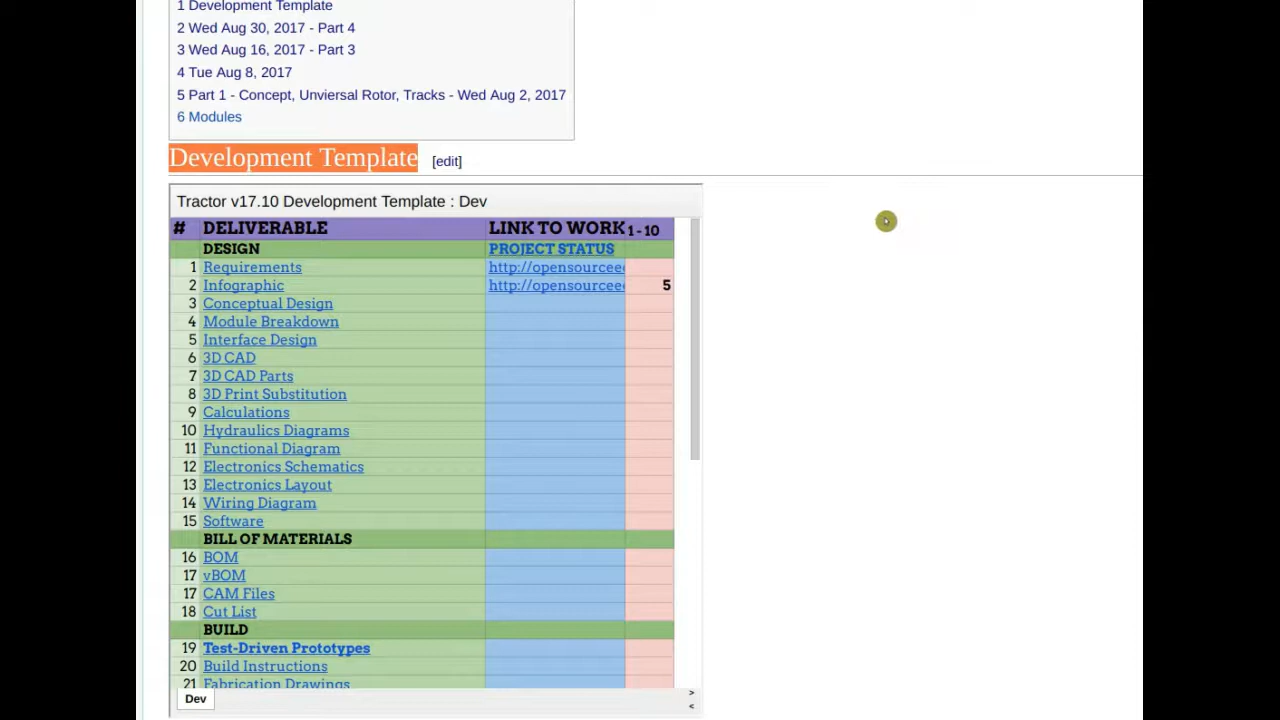 1 Development Template
2 Wed Aug 30, 2017 - Part 4
3 Wed Aug 16, 2017 - Part 3
4 Tue Aug 8, 2017
5 Part 1 - Concept, Unviersal Rotor, Tracks - Wed Aug 2, 2017
6 Modules
Development Template [edit]
Tractor v17.10 Development Template : Dev
# DELIVERABLE LINK TO WORK 1 - 10
DESIGN PROJECT STATUS
1 Requirements http://opensourcee
2 Infographic http://opensourcee 5
3 Conceptual Design
4 Module Breakdown
5 Interface Design
6 3D CAD
7 3D CAD Parts
8 3D Print Substitution
9 Calculations
10 Hydraulics Diagrams
11 Functional Diagram
12 Electronics Schematics
13 Electronics Layout
14 Wiring Diagram
15 Software
BILL OF MATERIALS
16 BOM
17 vBOM
17 CAM Files
18 Cut List
BUILD
19 Test-Driven Prototypes
20 Build Instructions
21 Fabrication Drawings
Dev > <